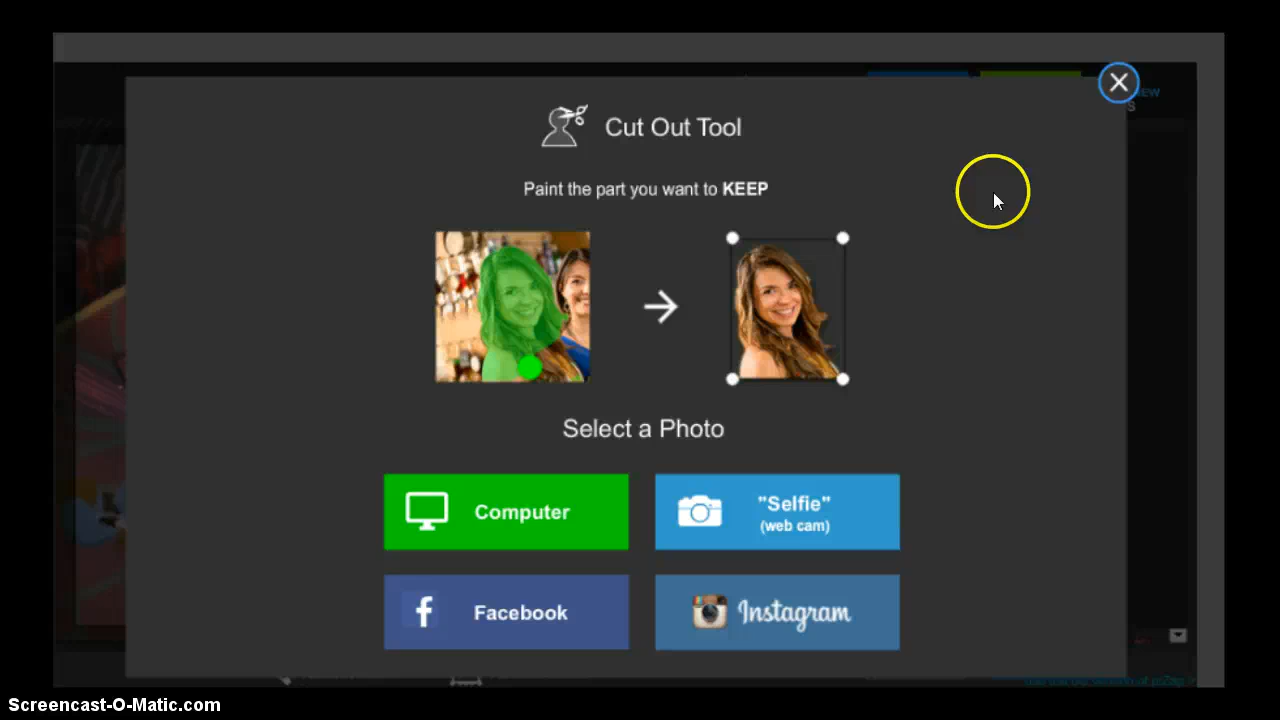 EW
S
Cut Out Tool
Paint the part you want to KEEP
Select a Photo
Computer
"Selfie"
(web cam)
Facebook
Instagram
Screencast-O-Matic.com